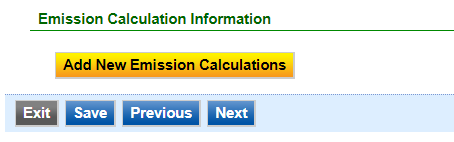 Emission Calculation Information
Add New Emission Calculations
Exit Save Previous Next